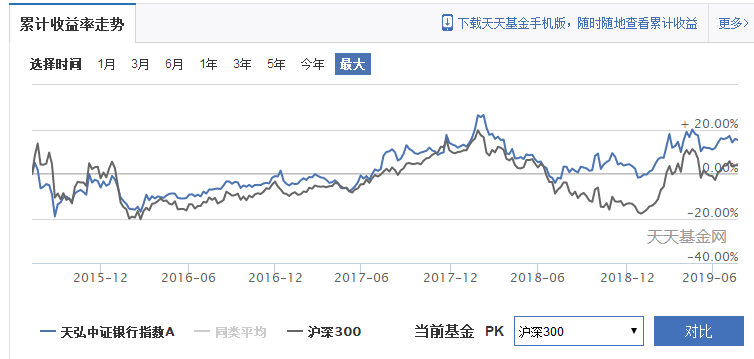 累计收益率走势
下载天天基金手机版，随时随地查看累计收益
更多>
选择时间 1月 3月 6月 1年 3年 5年 今年 最大
+ 20.00%
0.00%
-20.00%
天天基金网
-40.00%
2015-12 2016-06 2016-12 2017-06 2017-12 2018-06 2018-12 2019-06
天弘中证银行指数A 同类平均 沪深300 当前基金 PK 沪深300 对比